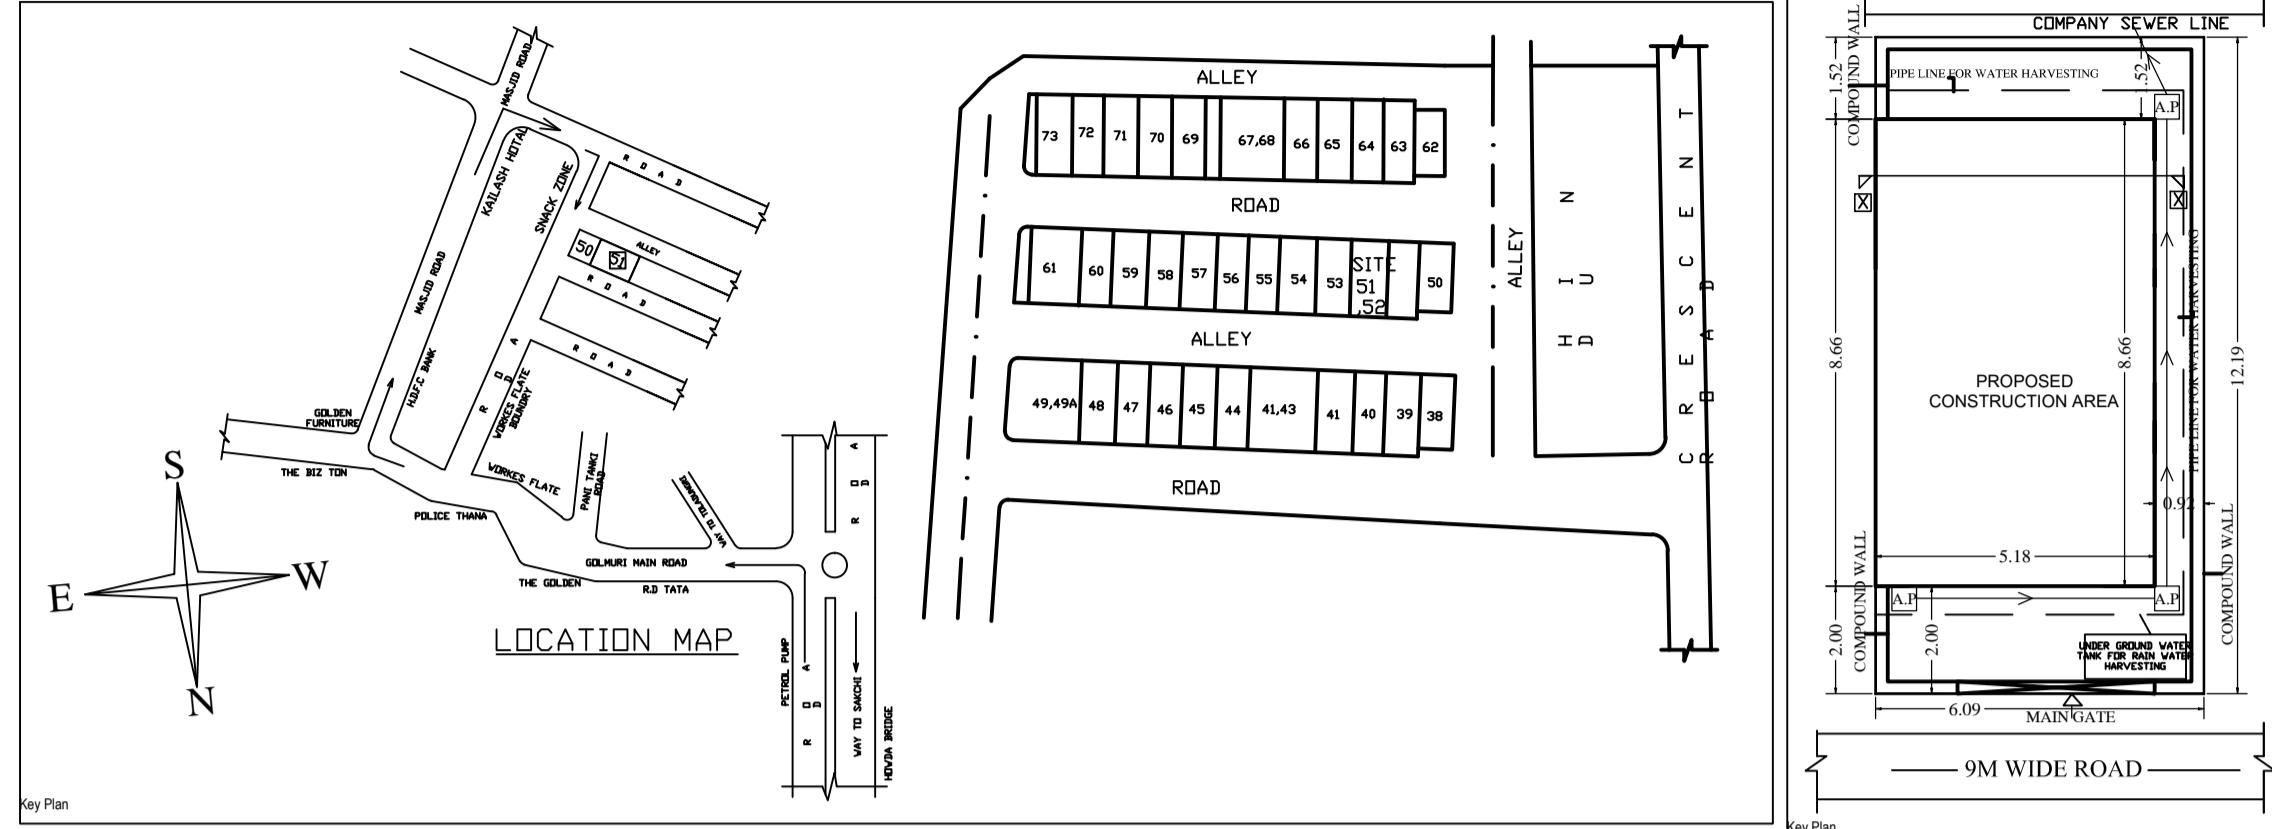 MASJID ROAD
KAILASH HOTAL
SNACK ZONE
ROAD
MASJID ROAD
50
51
ALLEY
ROAD
H.D.F.C BANK
ROAD
ROAD
WORKES FLATE
BOUNDRY
GOLDEN
FURNITURE
THE BIZ TON
WORKES FLATE
PANI TANKI
ROAD
WAY TO TOLADUNGRI
POLICE THANA
GOLMURI MAIN ROAD
THE GOLDEN
R.D TATA
ROAD
PETROL PUMP
ROAD
WAY TO SAKCHI
HOWDA BRIDGE
S
E
W
N
LOCATION MAP
Key Plan
ALLEY
73 72 71 70 69 67,68 66 65 64 63 62
ROAD
61 60 59 58 57 56 55 54 53 SITE 50
51
,52
ALLEY
49,49A 48 47 46 45 44 41,43 41 40 39 38
ROAD
ALLEY
HINDU
CRESCENT
ROAD
COMPANY SEWER LINE
COMPOUND WALL
1.52
1.52
PIPE LINE FOR WATER HARVESTING
A.P
X
X
8.66
8.66
12.19
PIPE LINE FOR WATER HARVESTING
PROPOSED
CONSTRUCTION AREA
0.92
5.18
COMPOUND WALL
COMPOUND WALL
A.P
A.P
2.00
2.00
UNDER GROUND WATER
TANK FOR RAIN WATER
HARVESTING
6.09
MAIN GATE
9M WIDE ROAD
Key Plan